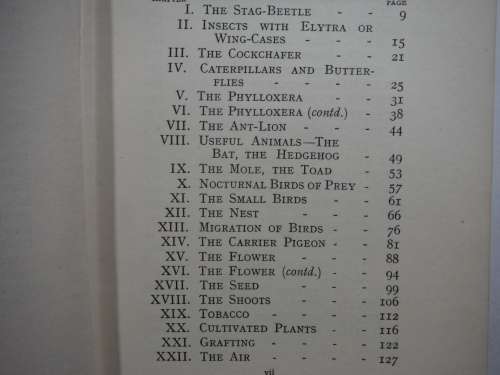 CHAPTER PAGE
I. THE STAG-BEETLE - - 9
II. INSECTS WITH ELYTRA OR
WING-CASES - - - 15
III. THE COCKCHAFER - - 21
IV. CATERPILLARS AND BUTTER-
FLIES - - - - 25
V. THE PHYLLOXERA - - 31
VI. THE PHYLLOXERA (contd.) - 38
VII. THE ANT-LION - - - 44
VIII. USEFUL ANIMALS—THE
BAT, THE HEDGEHOG - 49
IX. THE MOLE, THE TOAD - 53
X. NOCTURNAL BIRDS OF PREY - 57
XI. THE SMALL BIRDS - - 61
XII. THE NEST - - - 66
XIII. MIGRATION OF BIRDS - - 76
XIV. THE CARRIER PIGEON - - 81
XV. THE FLOWER - - - 88
XVI. THE FLOWER (contd.) - - 94
XVII. THE SEED - - - 99
XVIII. THE SHOOTS - - - 106
XIX. TOBACCO - - - 112
XX. CULTIVATED PLANTS - - 116
XXI. GRAFTING - - - 122
XXII. THE AIR - - - 127
vii